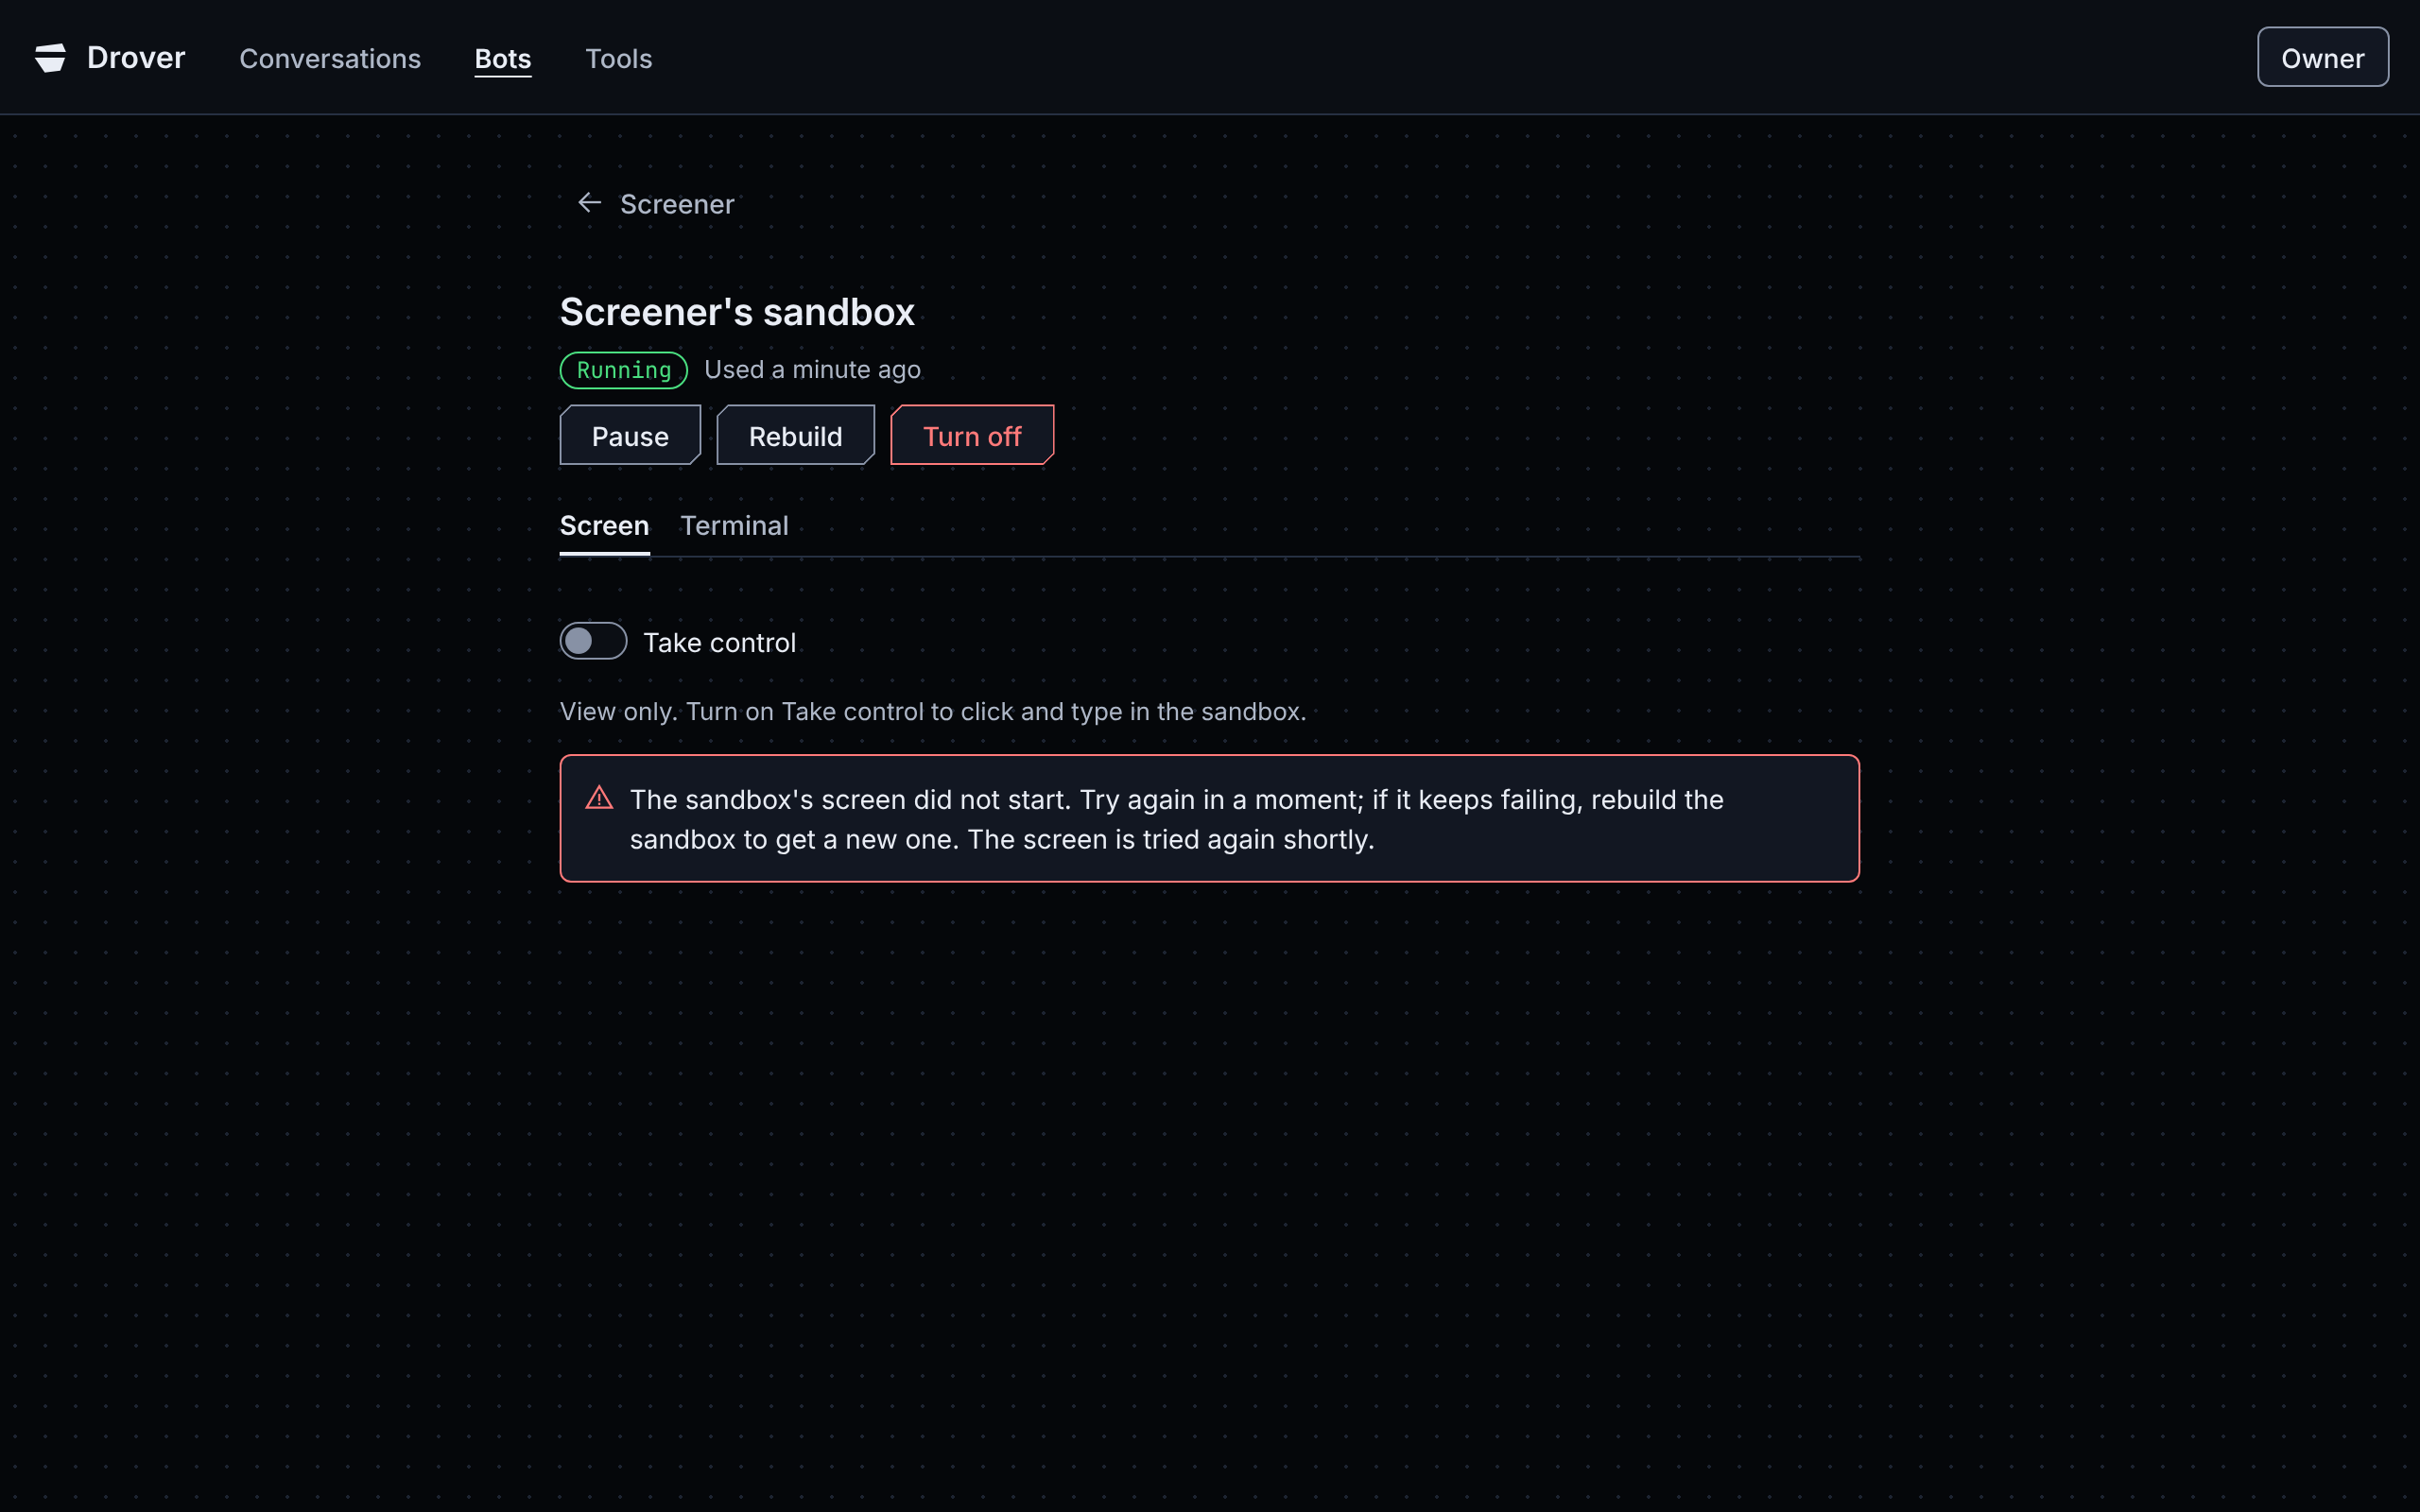 Drover
Conversations
Bots
Tools
Owner
Screener
Screener's sandbox
Running
Used a minute ago
Pause
Rebuild
Turn off
Screen
Terminal
Take control
View only. Turn on Take control to click and type in the sandbox.
The sandbox's screen did not start. Try again in a moment; if it keeps failing, rebuild the
sandbox to get a new one. The screen is tried again shortly.